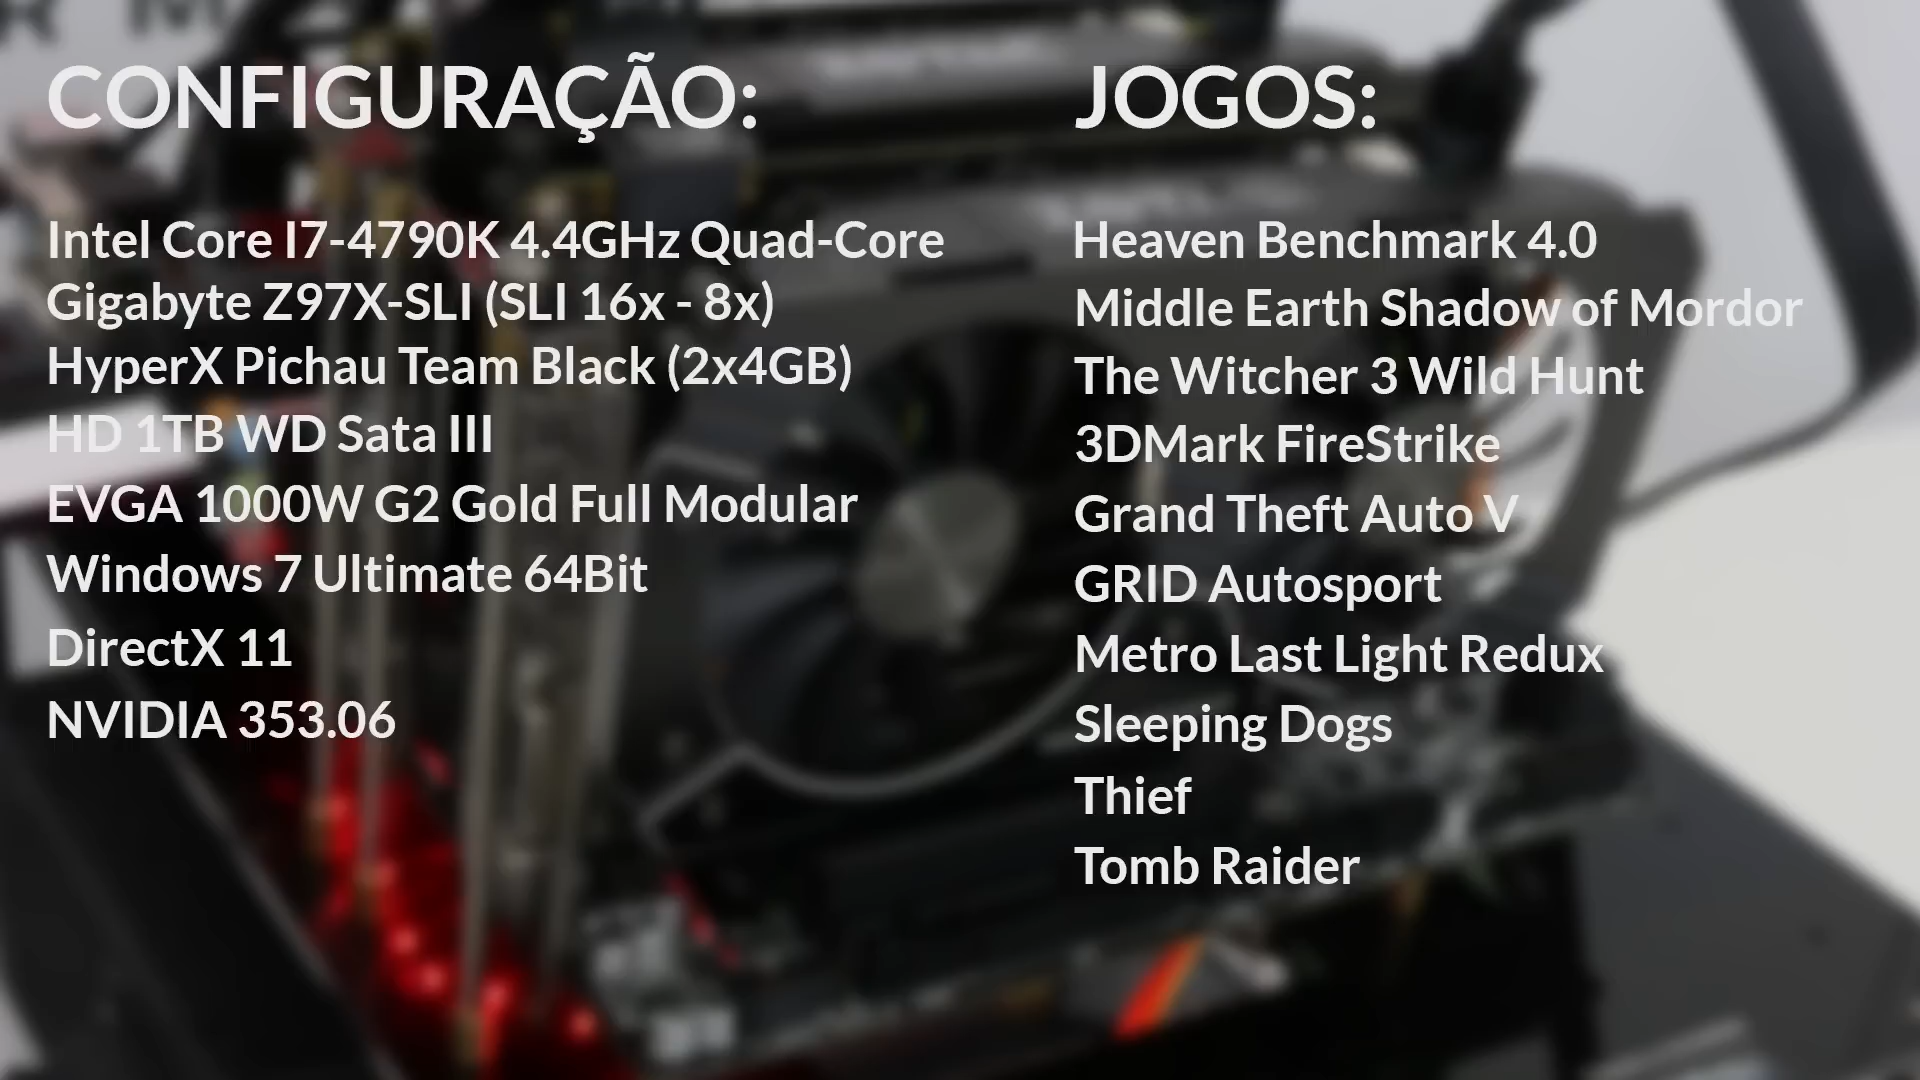 CONFIGURAÇÃO:
Intel Core I7-4790K 4.4GHz Quad-Core
Gigabyte Z97X-SLI (SLI 16x - 8x)
HyperX Pichau Team Black (2x4GB)
HD 1TB WD Sata III
EVGA 1000W G2 Gold Full Modular
Windows 7 Ultimate 64Bit
DirectX 11
NVIDIA 353.06
JOGOS:
Heaven Benchmark 4.0
Middle Earth Shadow of Mordor
The Witcher 3 Wild Hunt
3DMark FireStrike
Grand Theft Auto V
GRID Autosport
Metro Last Light Redux
Sleeping Dogs
Thief
Tomb Raider